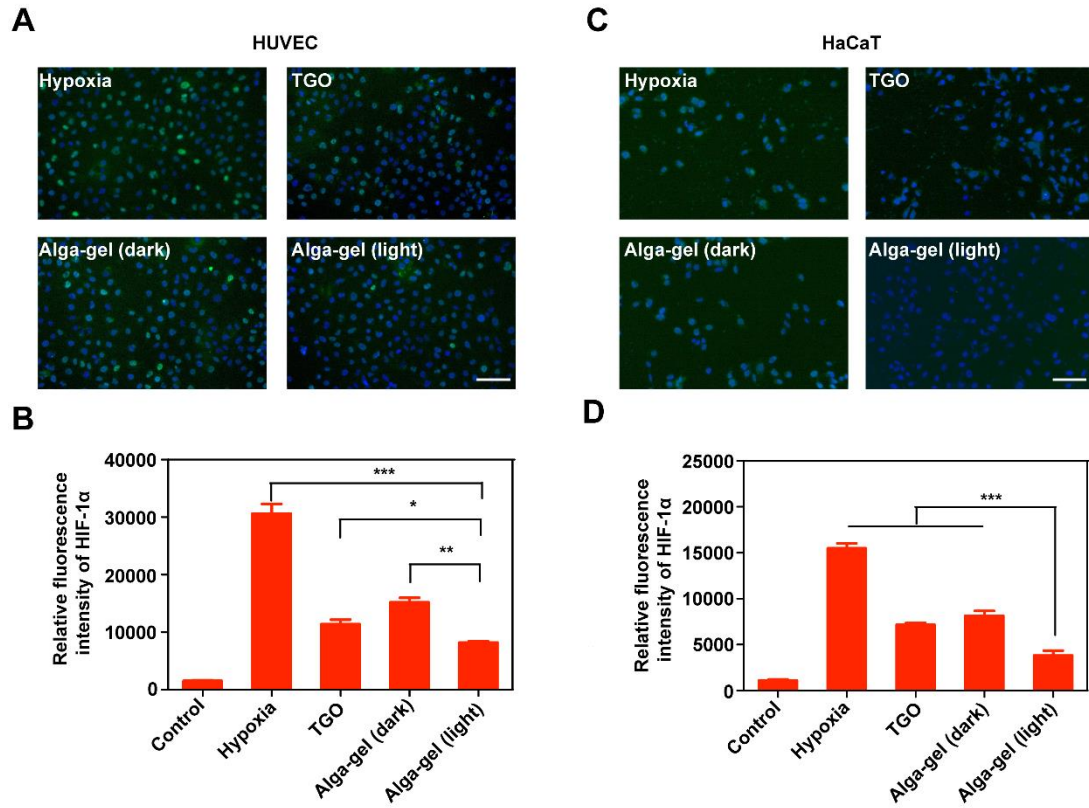 A
HUVEC
Hypoxia
TGO
Alga-gel (dark)
Alga-gel (light)
B
Relative fluorescence
intensity of HIF-1α
40000
30000
20000
10000
0
***
*
**
Control
Hypoxia
TGO
Alga-gel (dark)
Alga-gel (light)
C
HaCaT
Hypoxia
TGO
Alga-gel (dark)
Alga-gel (light)
D
Relative fluorescence
intensity of HIF-1α
25000
20000
15000
10000
5000
0
***
Control
Hypoxia
TGO
Alga-gel (dark)
Alga-gel (light)